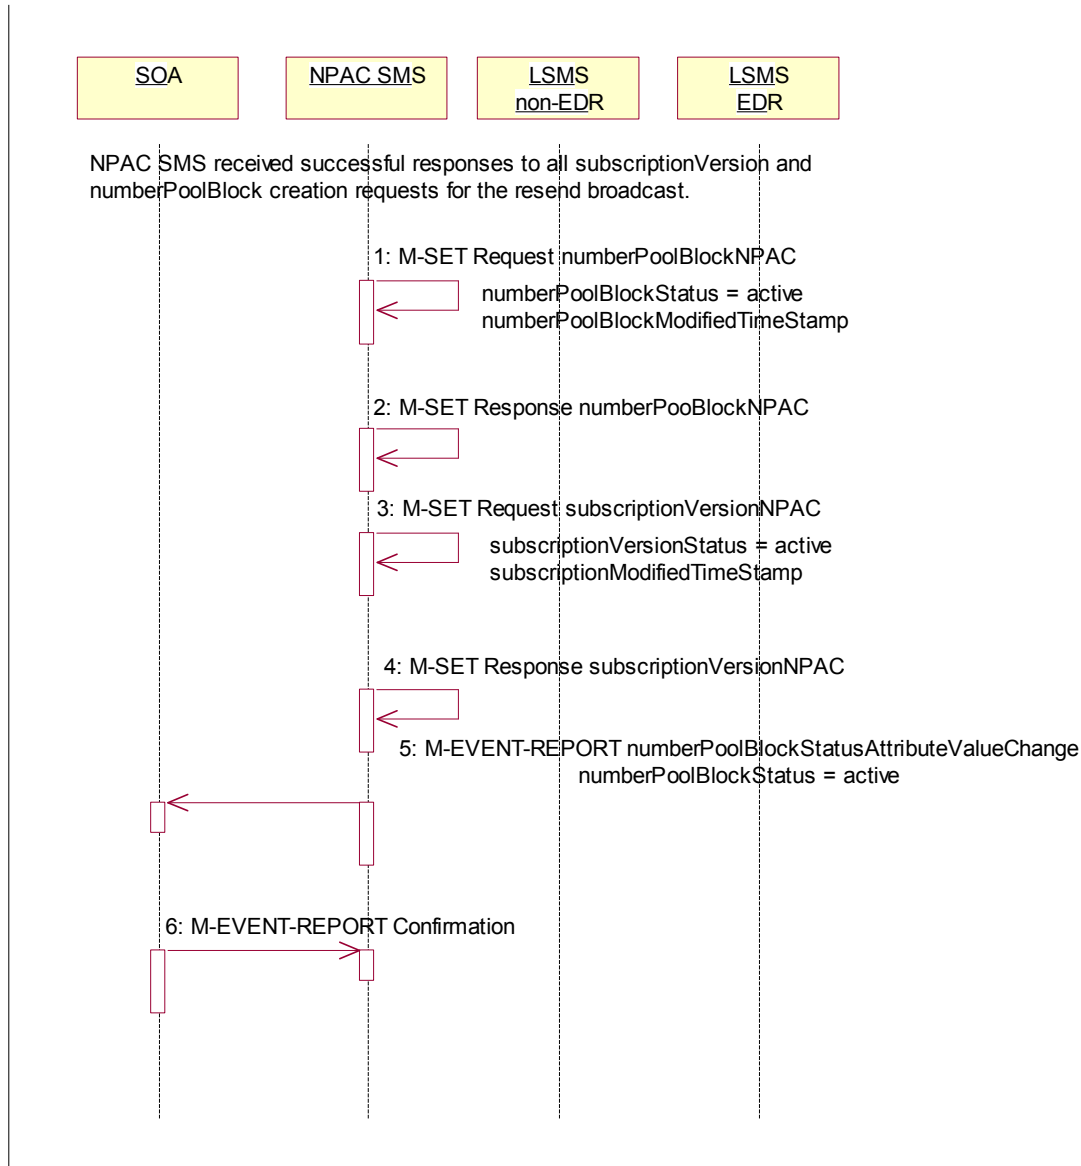 SOA
NPAC SMS
LSMS
non-EDR
LSMS
EDR
NPAC SMS received successful responses to all subscriptionVersion and
numberPoolBlock creation requests for the resend broadcast.
1: M-SET Request numberPoolBlockNPAC
numberPoolBlockStatus = active
numberPoolBlockModifiedTimeStamp
2: M-SET Response numberPooBlockNPAC
3: M-SET Request subscriptionVersionNPAC
subscriptionVersionStatus = active
subscriptionModifiedTimeStamp
4: M-SET Response subscriptionVersionNPAC
5: M-EVENT-REPORT numberPoolBlockStatusAttributeValueChange
numberPoolBlockStatus = active
6: M-EVENT-REPORT Confirmation